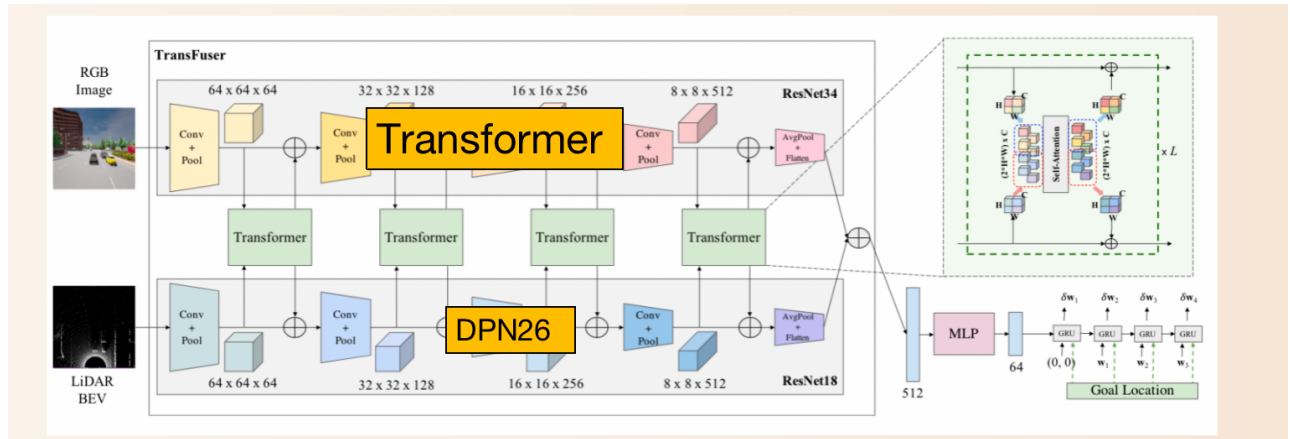 TransFuser
RGB
Image
64 x 64 x 64
32 x 32 x 128
16 x 16 x 256
8 x 8 x 512
ResNet34
Conv
+
Pool
Conv
+
Pool
Transformer
Conv
+
Pool
AvgPool
+
Flatten
Transformer
Transformer
Transformer
Transformer
Conv
+
Pool
Conv
+
Pool
DPN26
Conv
+
Pool
AvgPool
+
Flatten
LiDAR
BEV
64 x 64 x 64
32 x 32 x 128
16 x 16 x 256
8 x 8 x 512
ResNet18
H
W
C
H
W
C
(2*H*W) x C
Self-Attention
(2*H*W) x C
x L
H
W
C
H
W
C
512
MLP
64
δw₁
δw₂
δw₃
δw₄
GRU
GRU
GRU
GRU
(0, 0)
w₁
w₂
w₃
Goal Location